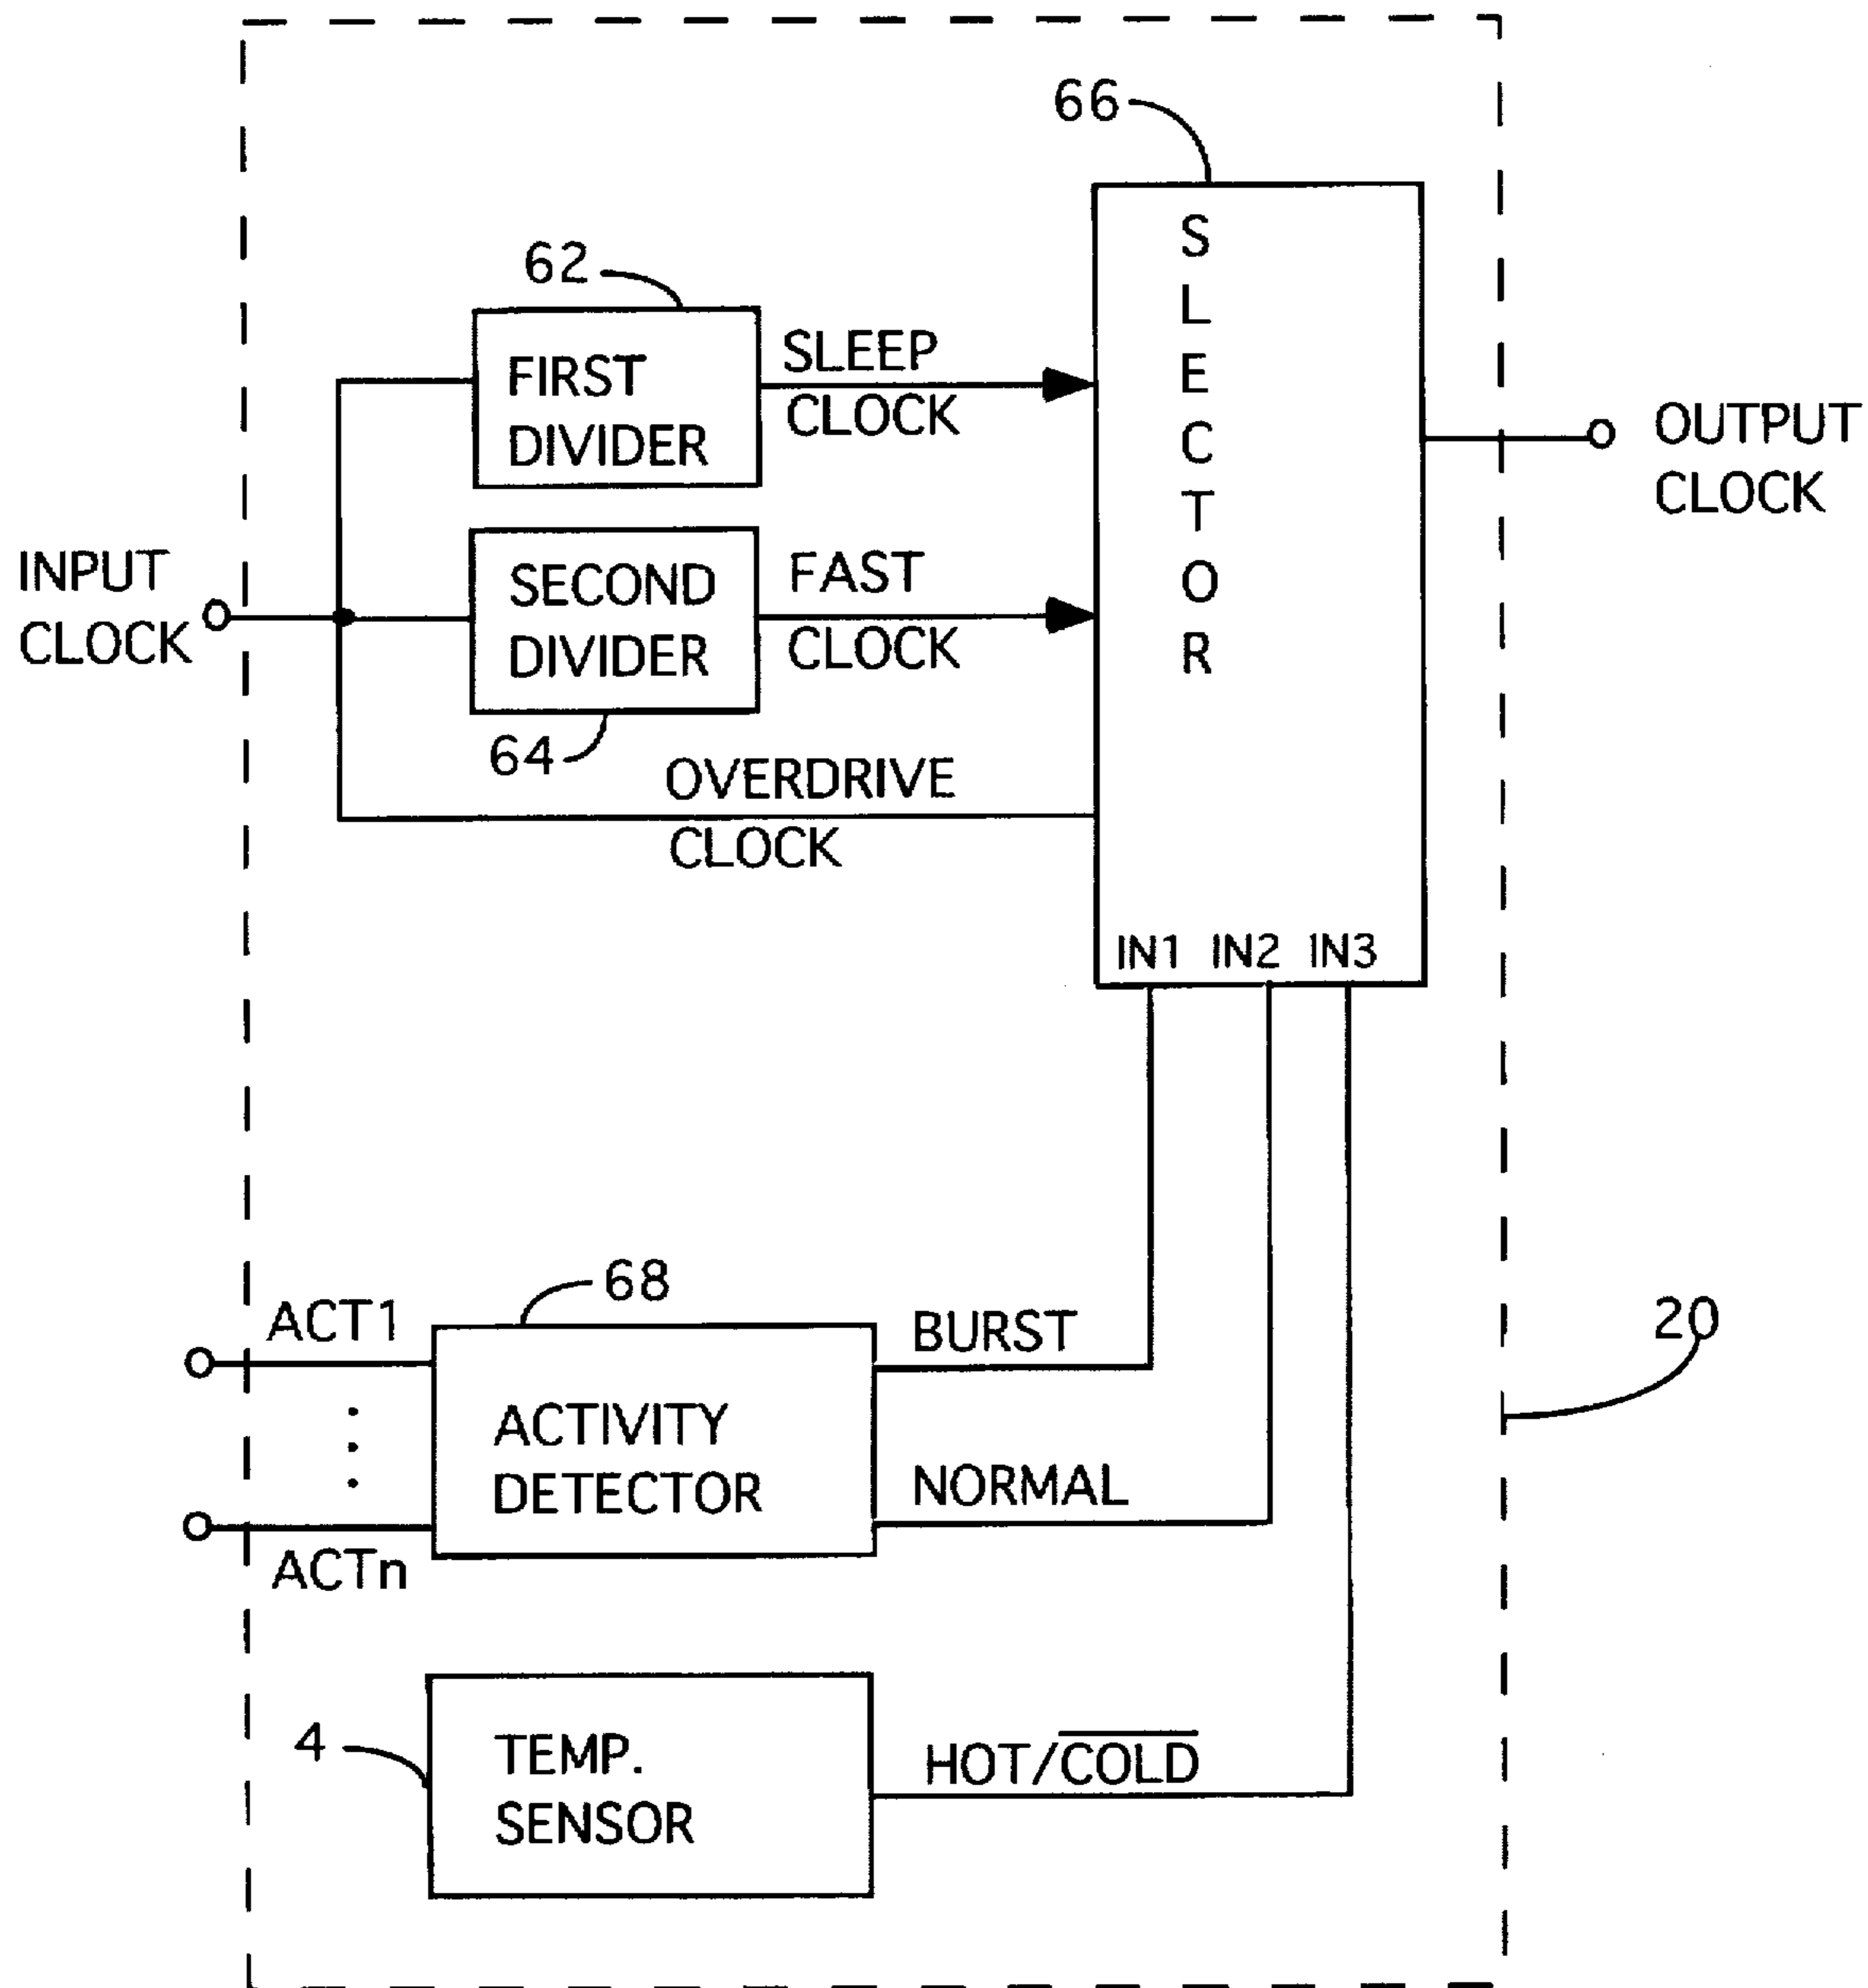 66
S
L
E
C
T
O
R
62
FIRST
DIVIDER
SLEEP
CLOCK
OUTPUT
CLOCK
INPUT
CLOCK
SECOND
DIVIDER
FAST
CLOCK
64
OVERDRIVE
CLOCK
IN1 IN2 IN3
68
ACT1
ACTIVITY
DETECTOR
BURST
NORMAL
ACTn
20
4
TEMP.
SENSOR
HOT/C̅O̅L̅D̅